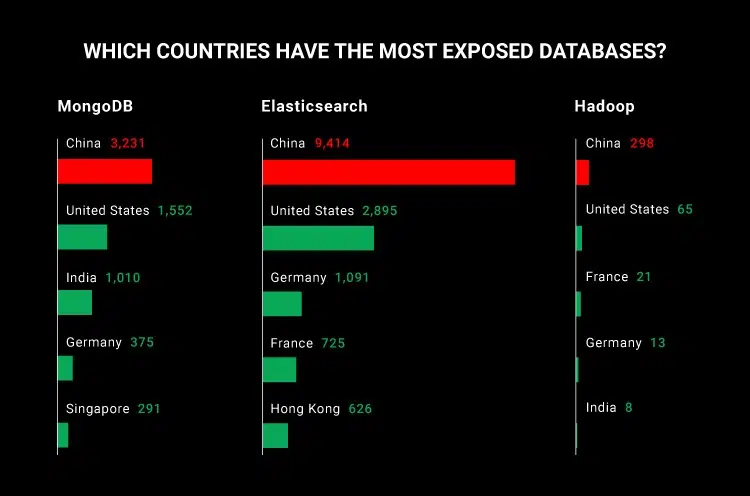 WHICH COUNTRIES HAVE THE MOST EXPOSED DATABASES?
MongoDB
China 3,231
United States 1,552
India 1,010
Germany 375
Singapore 291
Elasticsearch
China 9,414
United States 2,895
Germany 1,091
France 725
Hong Kong 626
Hadoop
China 298
United States 65
France 21
Germany 13
India 8